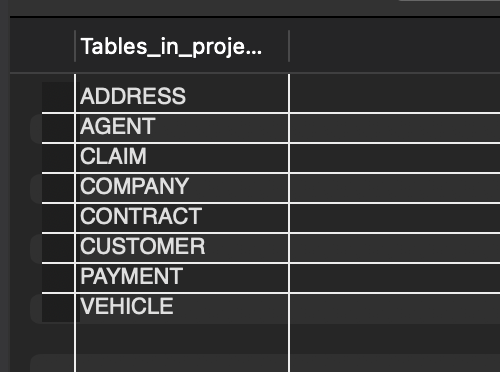 Tables_in_proje...
ADDRESS
AGENT
CLAIM
COMPANY
CONTRACT
CUSTOMER
PAYMENT
VEHICLE